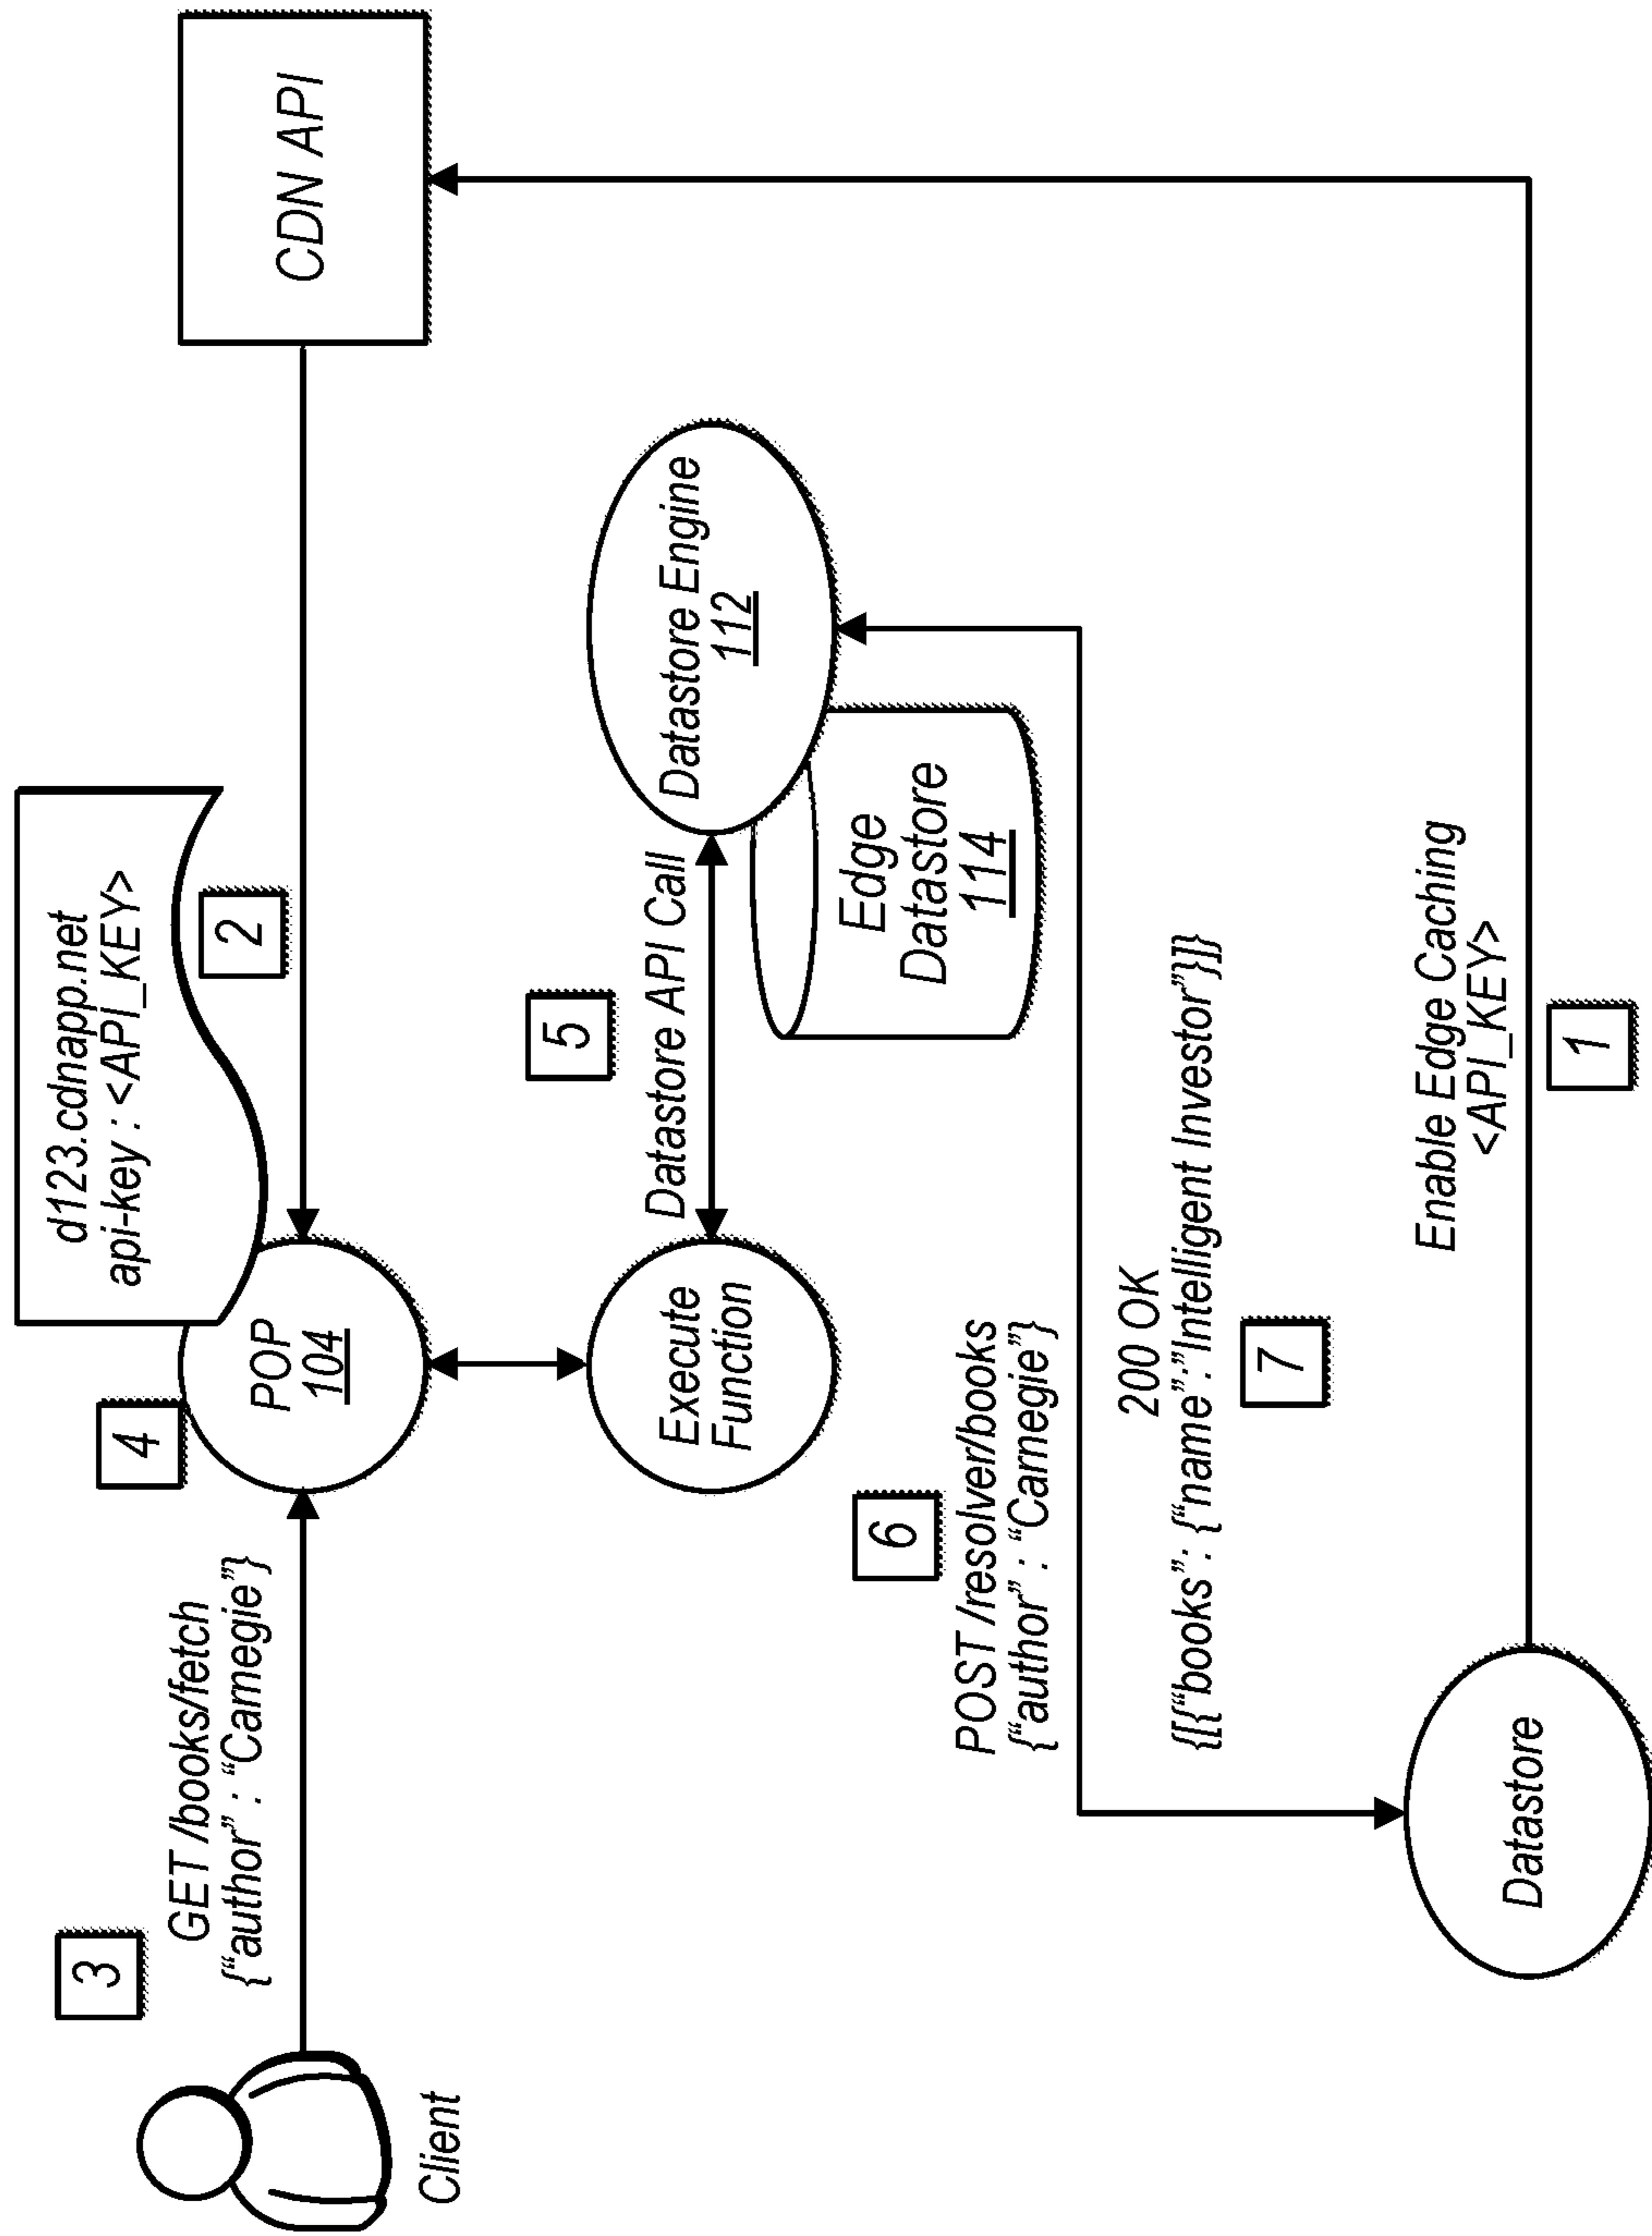 d123.cdnapp.net
api-key : <API_KEY>
3
GET /books/fetch
{“author” : “Carnegie”}
4
2
CDN API
Client
POP
104
5
Execute
Function
Datastore API Call
Datastore Engine
112
Edge
Datastore
114
6
POST /resolver/books
{“author” : “Carnegie”}
200 OK
{[{“books”: {“name”:”Intelligent Investor”}]}
7
Enable Edge Caching
<API_KEY>
1
Datastore